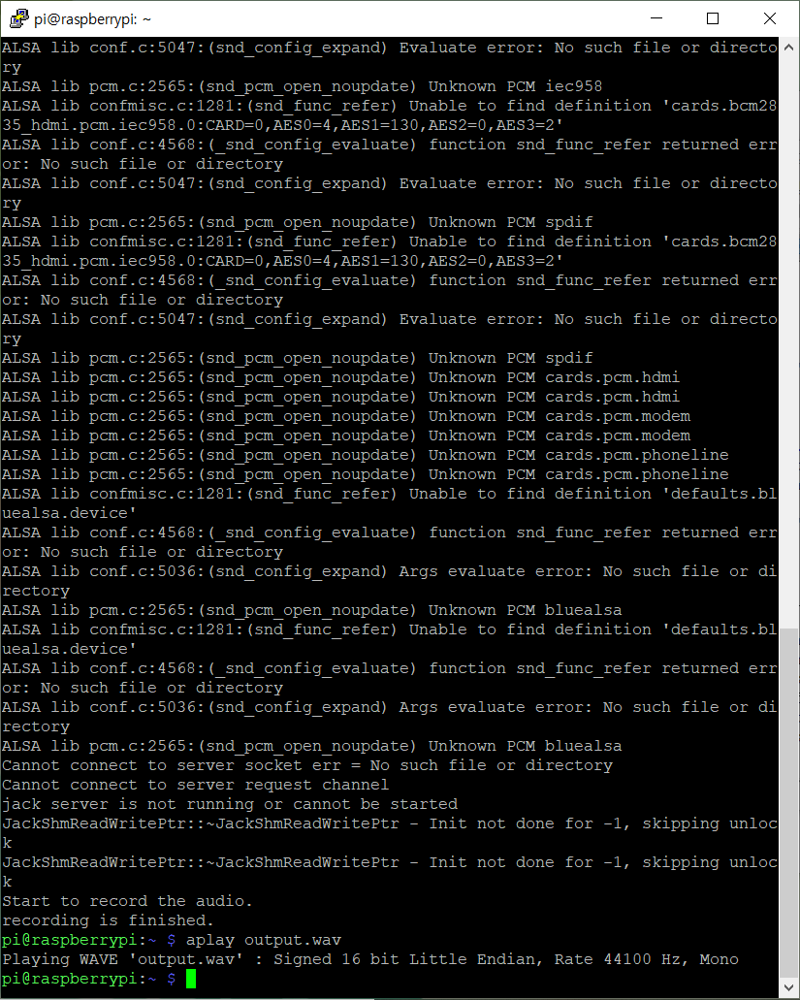 pi@raspberrypi: ~
ALSA lib conf.c:5047:(snd_config_expand) Evaluate error: No such file or directo
ry
ALSA lib pcm.c:2565:(snd_pcm_open_noupdate) Unknown PCM iec958
ALSA lib confmisc.c:1281:(snd_func_refer) Unable to find definition 'cards.bcm28
35_hdmi.pcm.iec958.0:CARD=0,AES0=4,AES1=130,AES2=0,AES3=2'
ALSA lib conf.c:4568:(_snd_config_evaluate) function snd_func_refer returned err
or: No such file or directory
ALSA lib conf.c:5047:(snd_config_expand) Evaluate error: No such file or directo
ry
ALSA lib pcm.c:2565:(snd_pcm_open_noupdate) Unknown PCM spdif
ALSA lib confmisc.c:1281:(snd_func_refer) Unable to find definition 'cards.bcm28
35_hdmi.pcm.iec958.0:CARD=0,AES0=4,AES1=130,AES2=0,AES3=2'
ALSA lib conf.c:4568:(_snd_config_evaluate) function snd_func_refer returned err
or: No such file or directory
ALSA lib conf.c:5047:(snd_config_expand) Evaluate error: No such file or directo
ry
ALSA lib pcm.c:2565:(snd_pcm_open_noupdate) Unknown PCM spdif
ALSA lib pcm.c:2565:(snd_pcm_open_noupdate) Unknown PCM cards.pcm.hdmi
ALSA lib pcm.c:2565:(snd_pcm_open_noupdate) Unknown PCM cards.pcm.hdmi
ALSA lib pcm.c:2565:(snd_pcm_open_noupdate) Unknown PCM cards.pcm.modem
ALSA lib pcm.c:2565:(snd_pcm_open_noupdate) Unknown PCM cards.pcm.modem
ALSA lib pcm.c:2565:(snd_pcm_open_noupdate) Unknown PCM cards.pcm.phoneline
ALSA lib pcm.c:2565:(snd_pcm_open_noupdate) Unknown PCM cards.pcm.phoneline
ALSA lib confmisc.c:1281:(snd_func_refer) Unable to find definition 'defaults.bl
uealsa.device'
ALSA lib conf.c:4568:(_snd_config_evaluate) function snd_func_refer returned err
or: No such file or directory
ALSA lib conf.c:5036:(snd_config_expand) Args evaluate error: No such file or di
rectory
ALSA lib pcm.c:2565:(snd_pcm_open_noupdate) Unknown PCM bluealsa
ALSA lib confmisc.c:1281:(snd_func_refer) Unable to find definition 'defaults.bl
uealsa.device'
ALSA lib conf.c:4568:(_snd_config_evaluate) function snd_func_refer returned err
or: No such file or directory
ALSA lib conf.c:5036:(snd_config_expand) Args evaluate error: No such file or di
rectory
ALSA lib pcm.c:2565:(snd_pcm_open_noupdate) Unknown PCM bluealsa
Cannot connect to server socket err = No such file or directory
Cannot connect to server request channel
jack server is not running or cannot be started
JackShmReadWritePtr::~JackShmReadWritePtr - Init not done for -1, skipping unloc
k
JackShmReadWritePtr::~JackShmReadWritePtr - Init not done for -1, skipping unloc
k
Start to record the audio.
recording is finished.
pi@raspberrypi:~ $ aplay output.wav
Playing WAVE 'output.wav' : Signed 16 bit Little Endian, Rate 44100 Hz, Mono
pi@raspberrypi:~ $